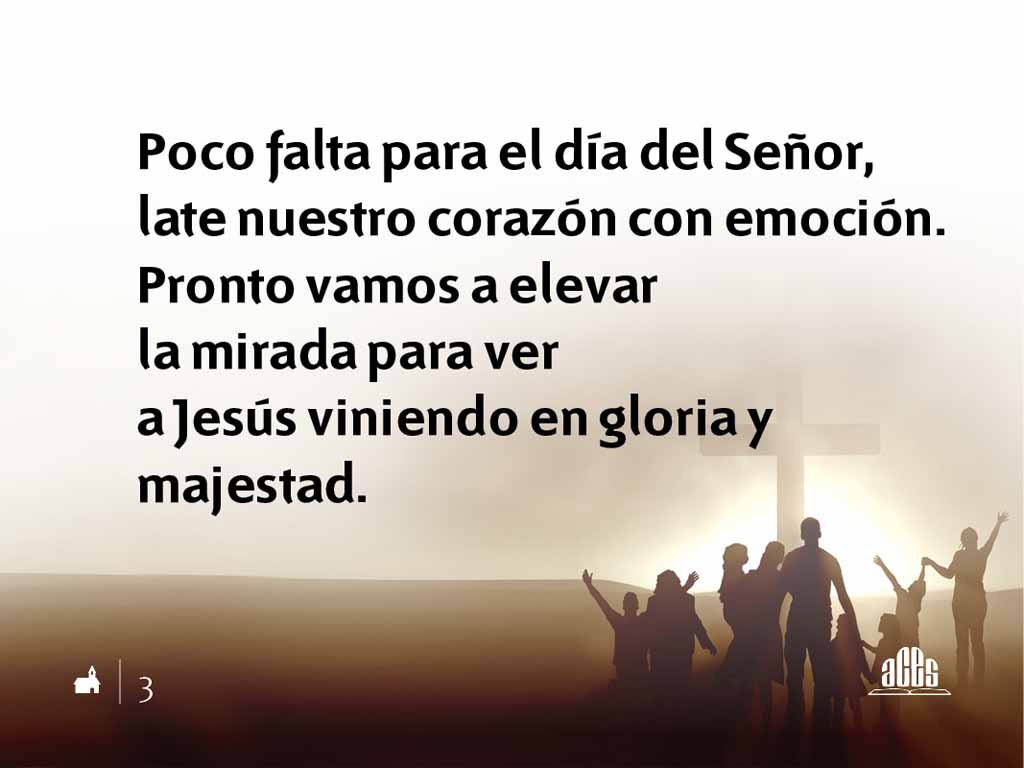 Poco falta para el día del Señor,
late nuestro corazón con emoción.
Pronto vamos a elevar
la mirada para ver
a Jesús viniendo en gloria y
majestad.
3
aces